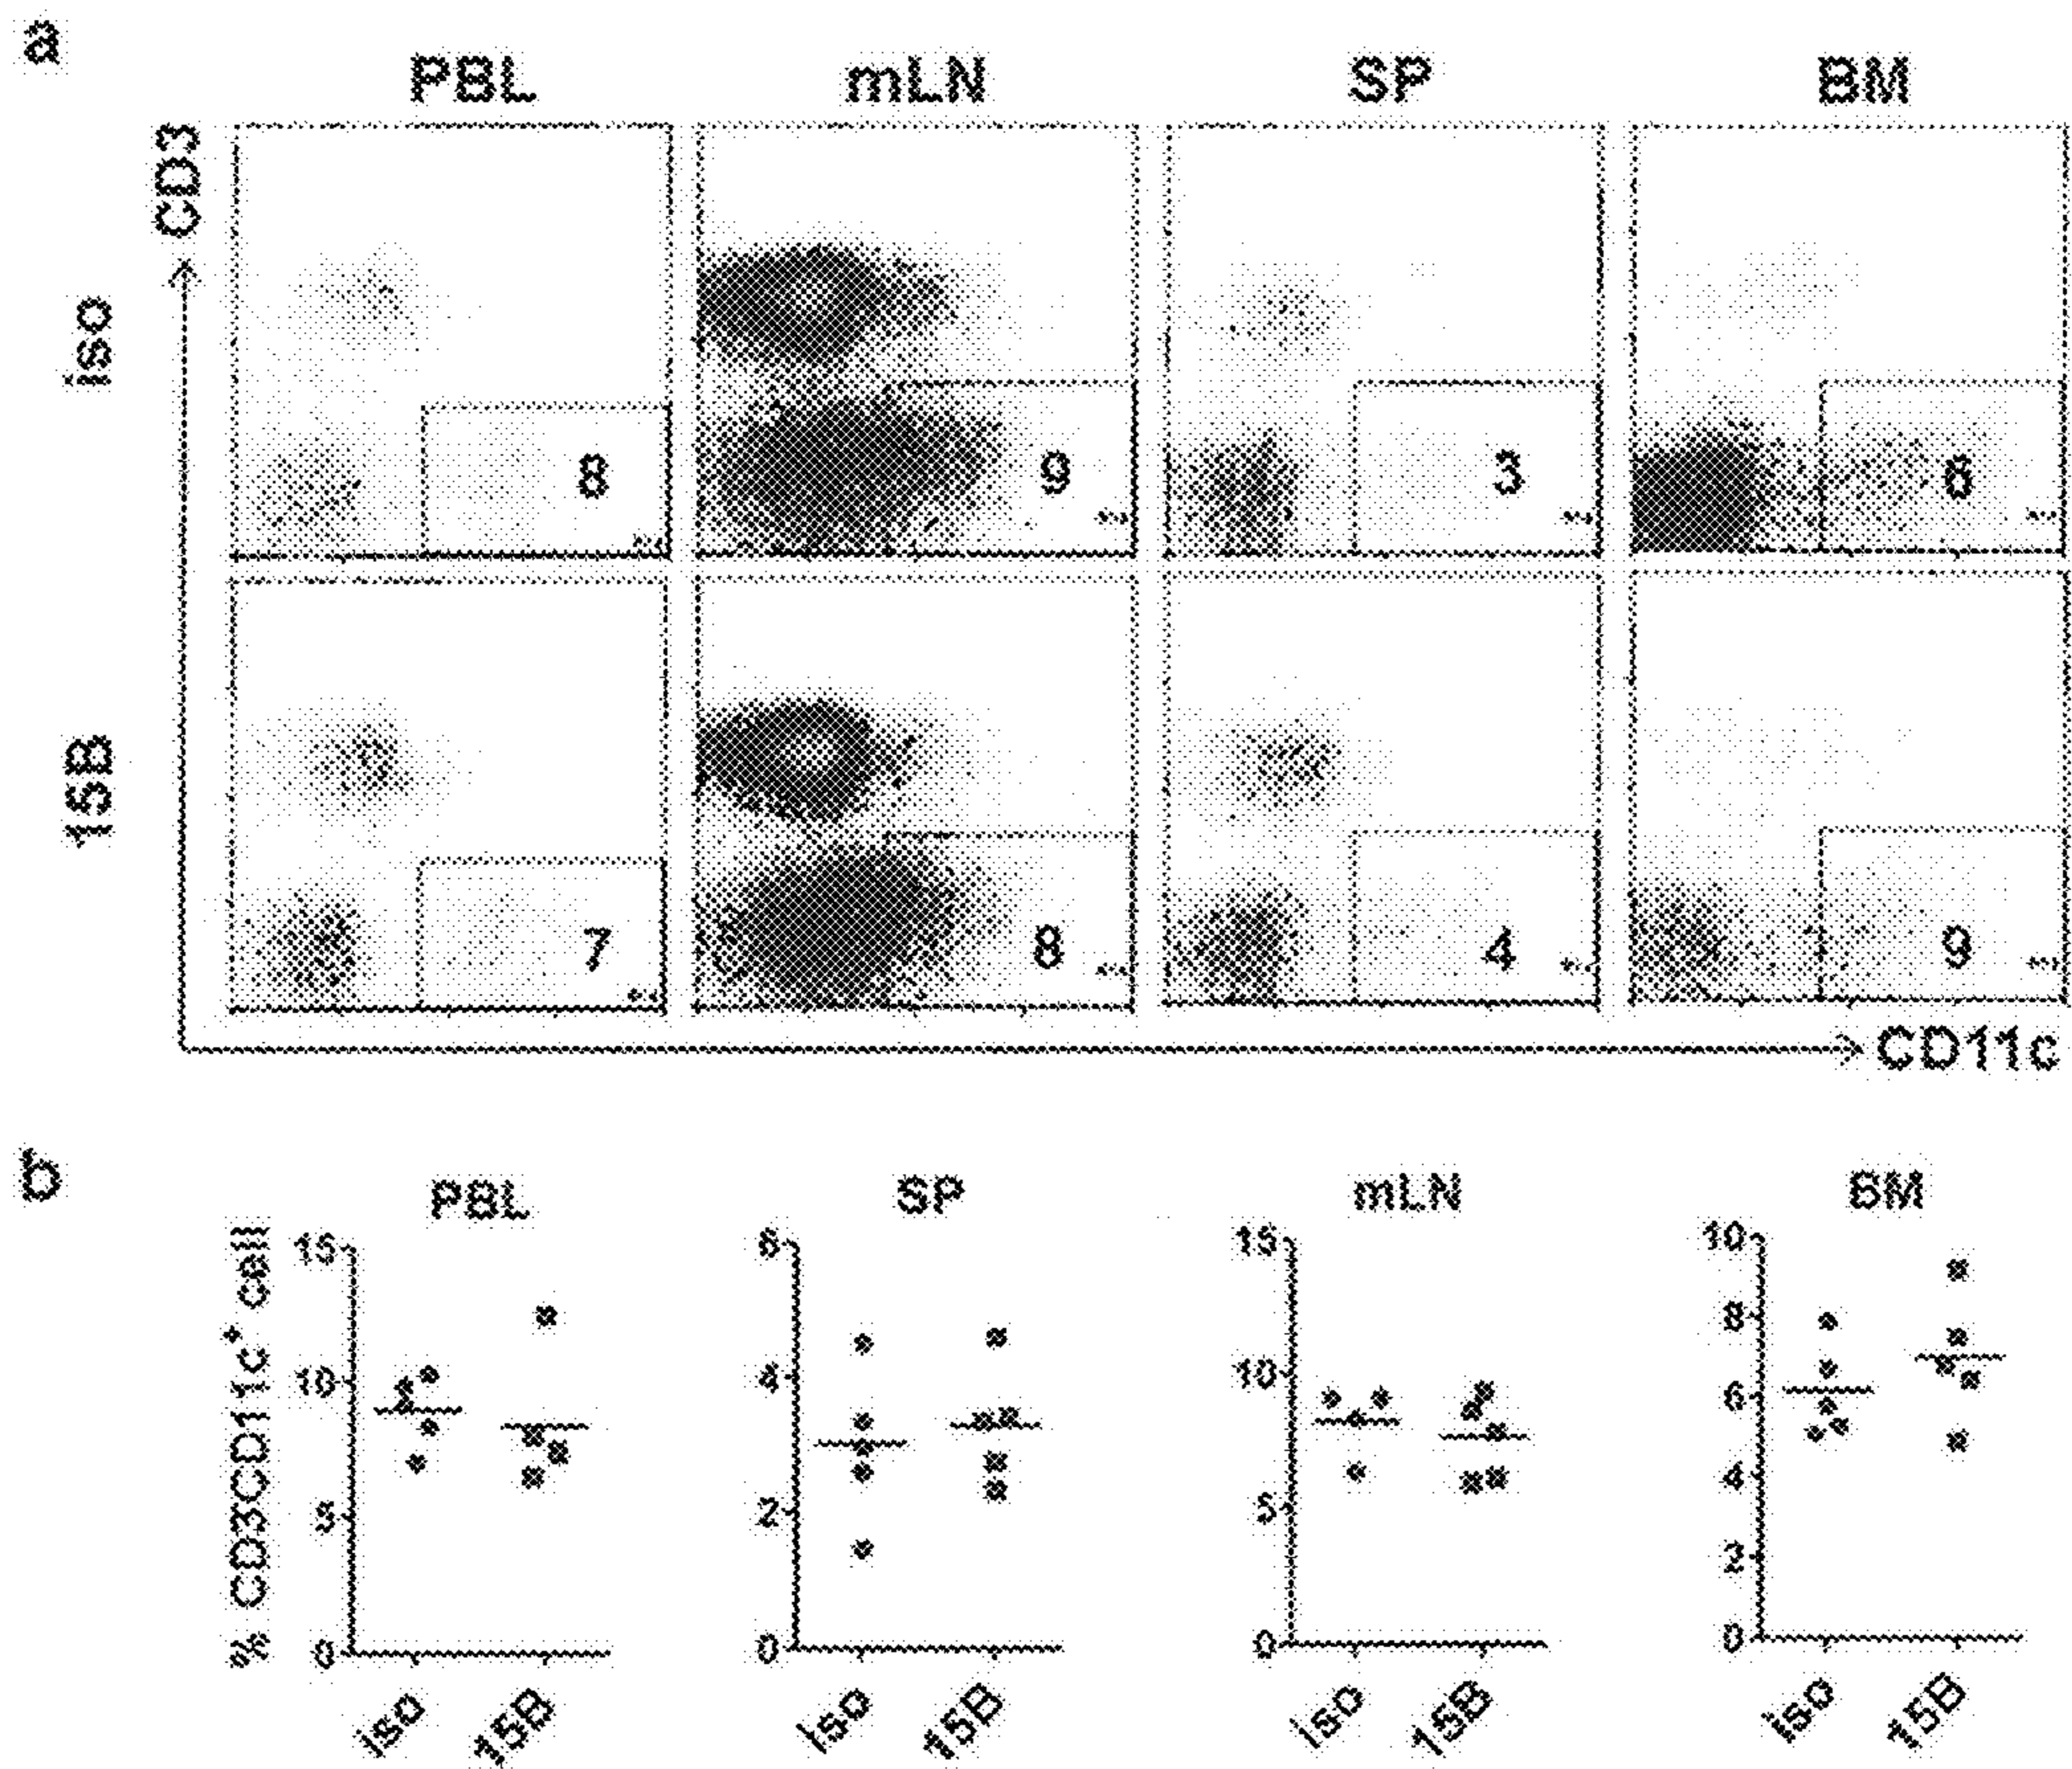 a
PBL mLN SP BM
CD3
iso
8 9 3 6
15B
7 8 4 9
CD11c
b
PBL SP mLN BM
% CD3CD11c+ cell
15 10 5 0
6 4 2 0
15 10 5 0
10 8 6 4 2 0
iso 15B iso 15B iso 15B iso 15B